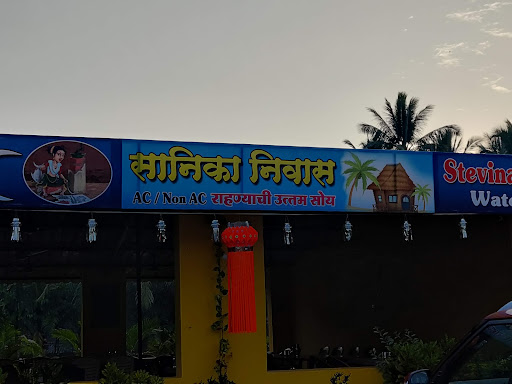 सानिका निवास
AC / Non AC राहण्याची उत्तम सोय
Stevina
Wate